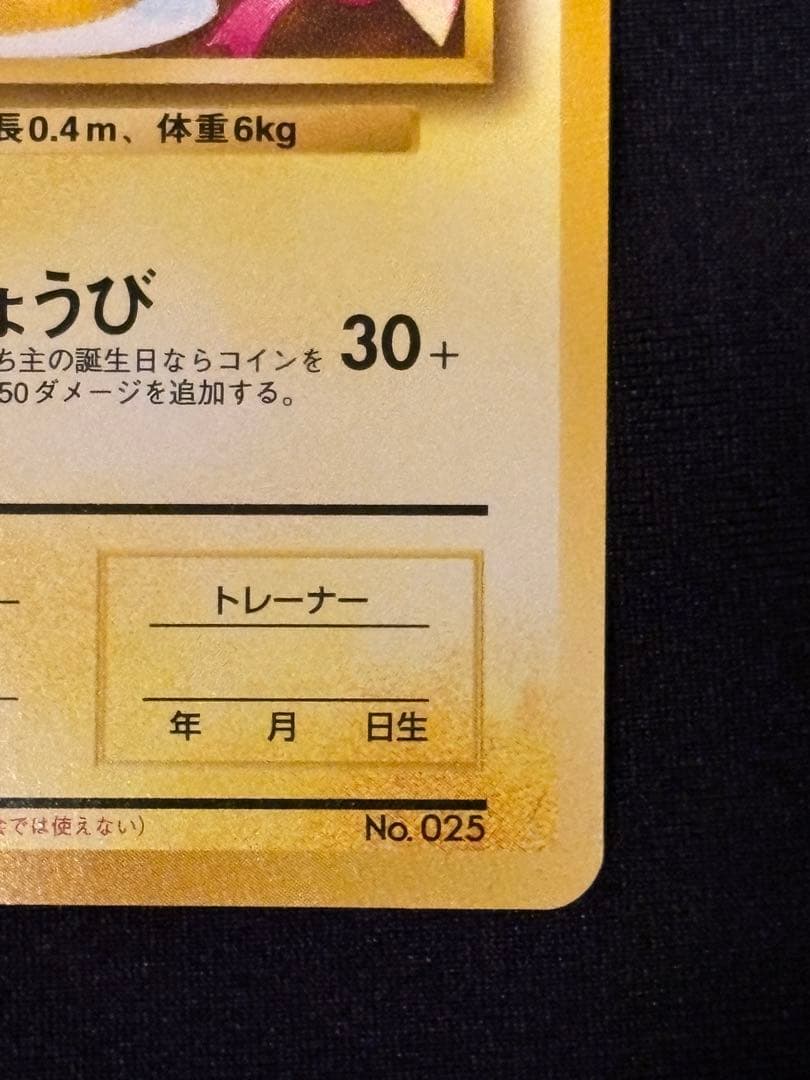 長0.4m、体重6kg
ょうび
ち主の誕生日ならコインを
30+
50ダメージを追加する。
トレーナー
年 月 日生
では使えない)
No. 025